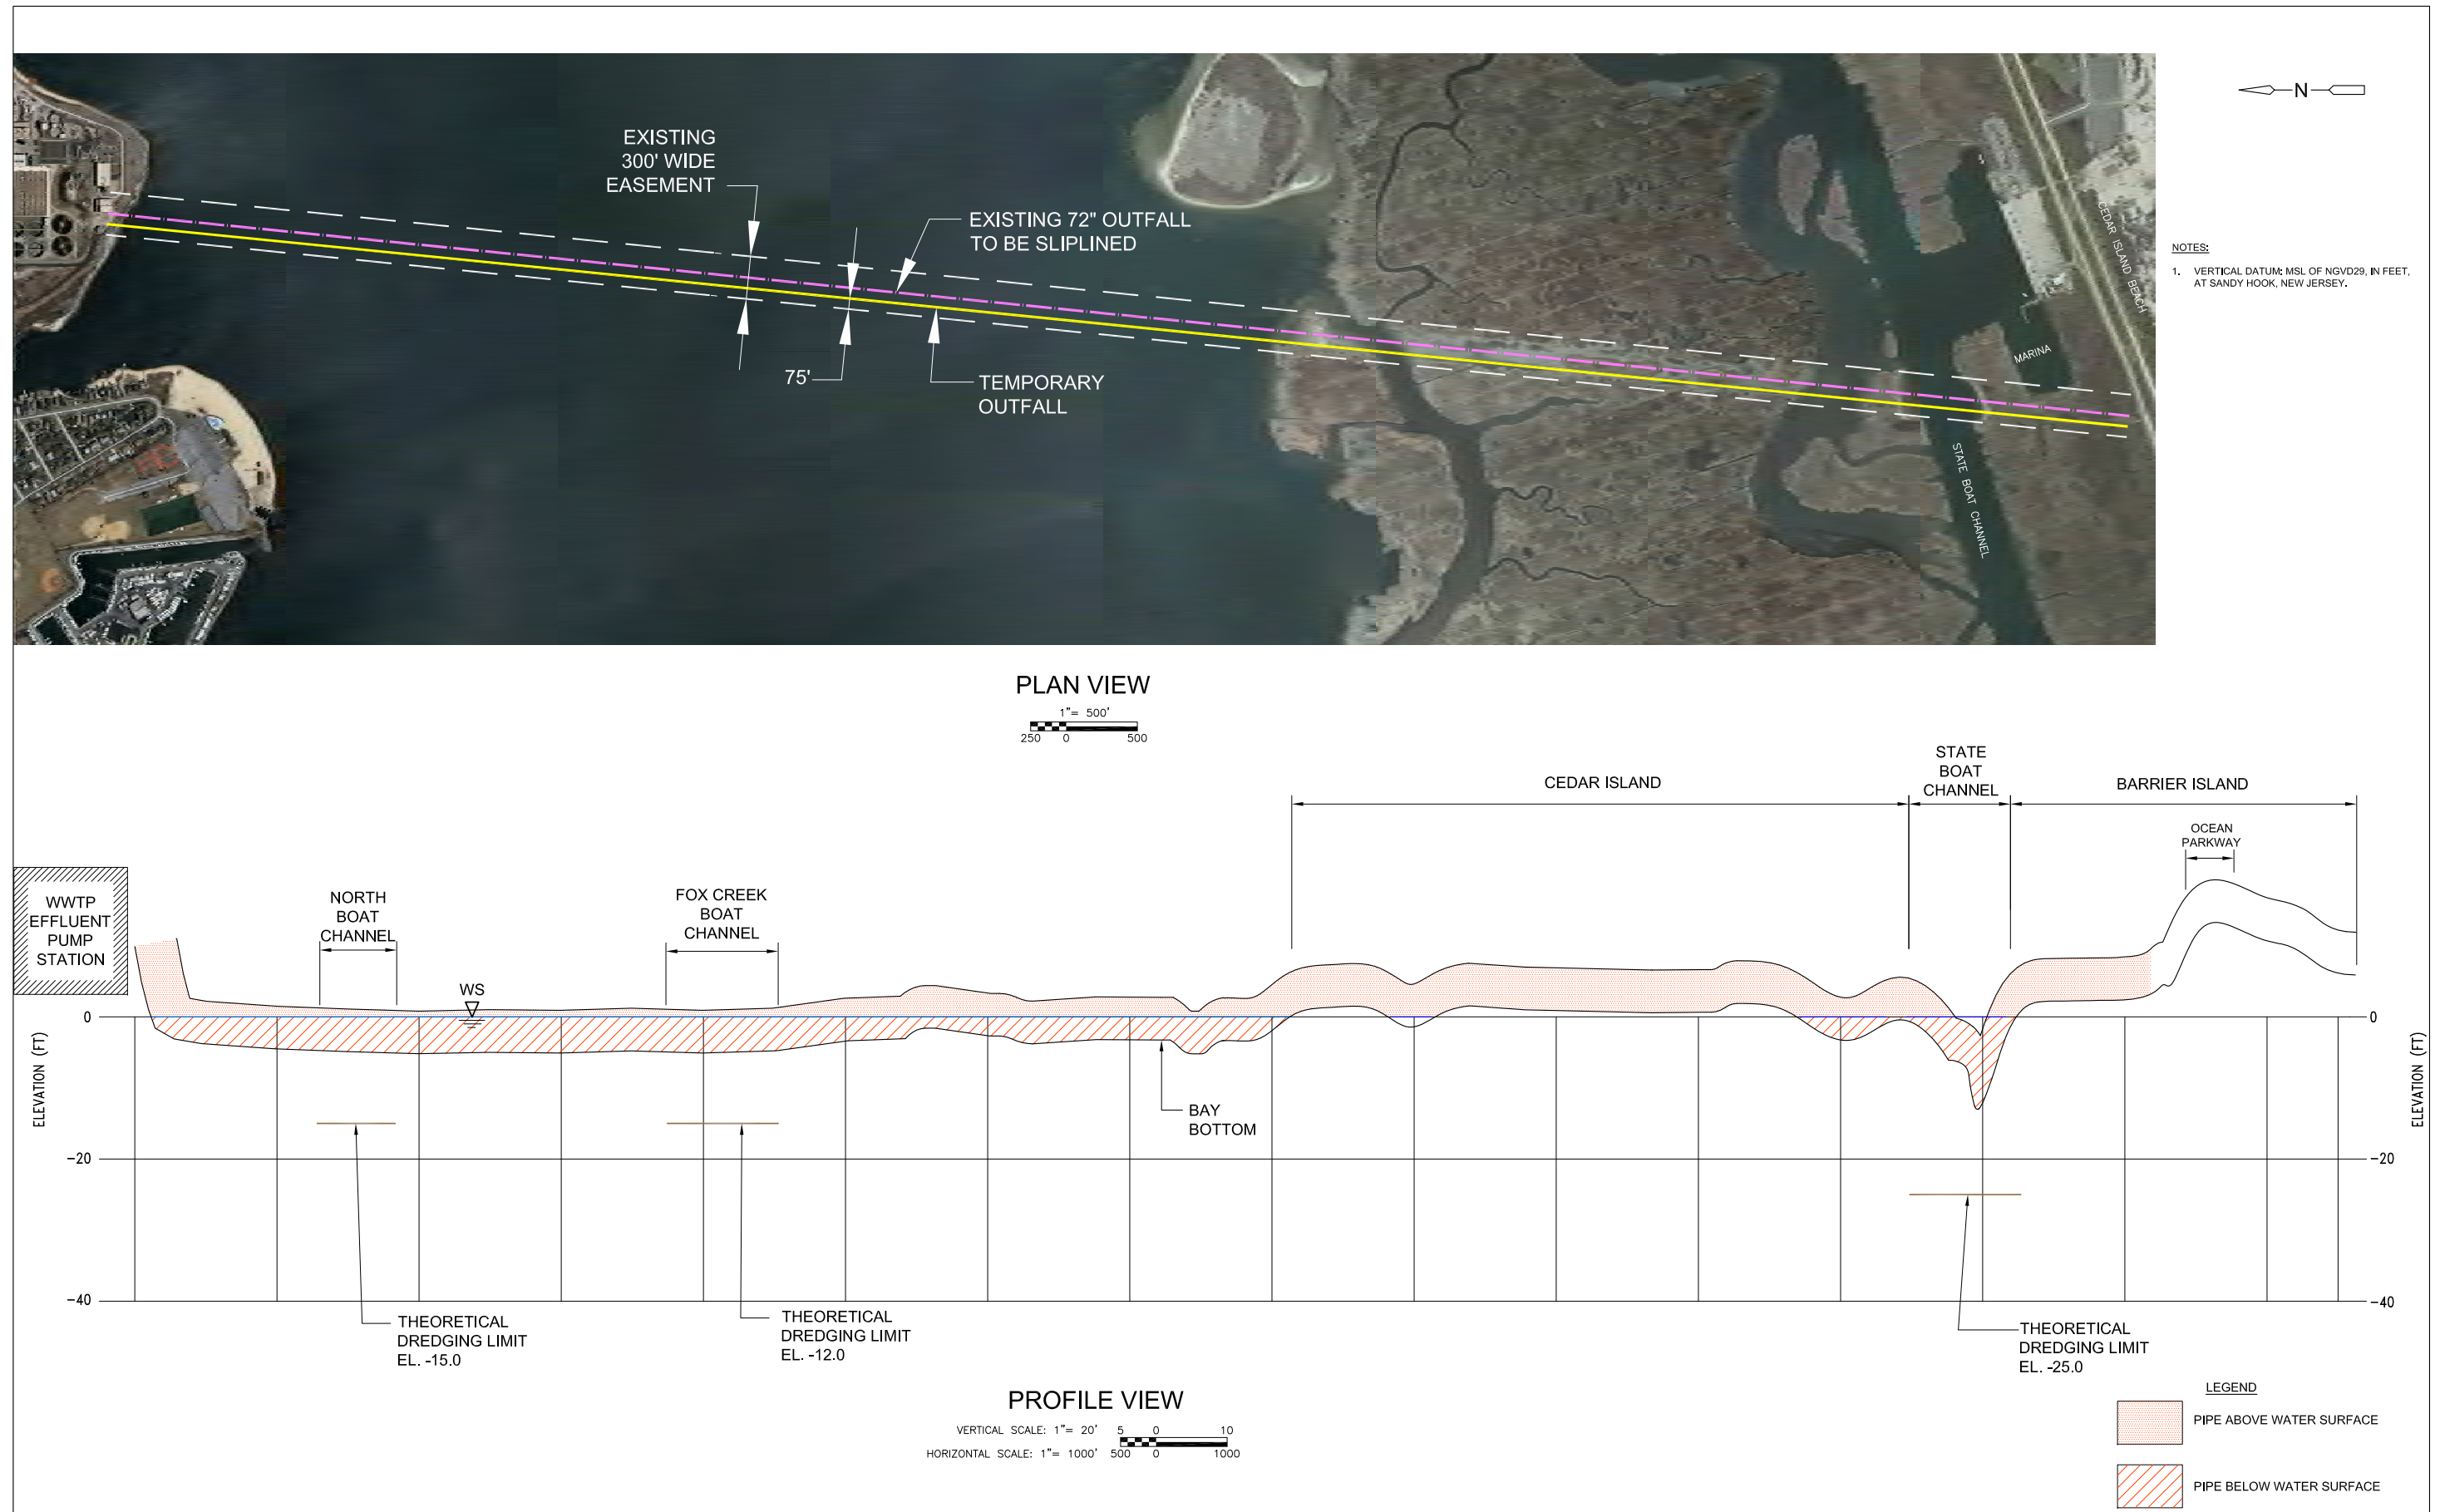 EXISTING
300' WIDE
EASEMENT
EXISTING 72" OUTFALL
TO BE SLIPLINED
75'
TEMPORARY
OUTFALL
CEDAR ISLAND BEACH
MARINA
STATE BOAT CHANNEL
N
NOTES:
1. VERTICAL DATUM: MSL OF NGVD29, IN FEET,
AT SANDY HOOK, NEW JERSEY.
PLAN VIEW
1"= 500'
250 0 500
CEDAR ISLAND
STATE
BOAT
CHANNEL
BARRIER ISLAND
OCEAN
PARKWAY
WWTP
EFFLUENT
PUMP
STATION
NORTH
BOAT
CHANNEL
WS
FOX CREEK
BOAT
CHANNEL
0
0
ELEVATION (FT)
ELEVATION (FT)
BAY
BOTTOM
-20
-20
-40
-40
THEORETICAL
DREDGING LIMIT
EL. -15.0
THEORETICAL
DREDGING LIMIT
EL. -12.0
THEORETICAL
DREDGING LIMIT
EL. -25.0
PROFILE VIEW
VERTICAL SCALE: 1"= 20' 5 0 10
HORIZONTAL SCALE: 1"= 1000' 500 0 1000
LEGEND
PIPE ABOVE WATER SURFACE
PIPE BELOW WATER SURFACE